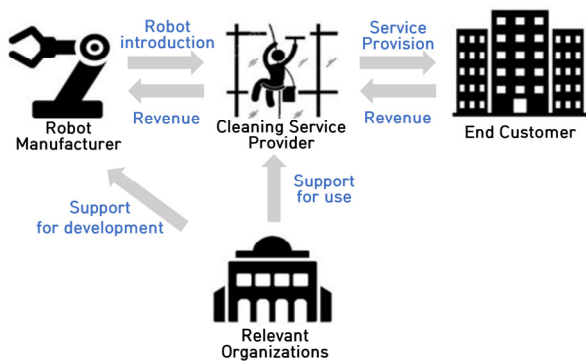 Robot
introduction
Service
Provision
Revenue
Revenue
Robot
Manufacturer
Cleaning Service
Provider
End Customer
Support
for development
Support
for use
Relevant
Organizations